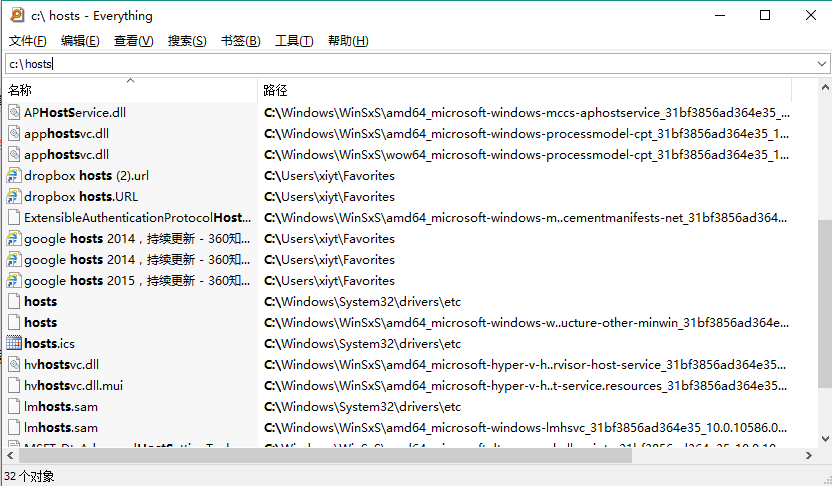 c:\ hosts - Everything
文件(F) 编辑(E) 查看(V) 搜索(S) 书签(B) 工具(T) 帮助(H)
c:\hosts
名称 路径
APHostService.dll C:\Windows\WinSxS\amd64_microsoft-windows-mccs-aphostservice_31bf3856ad364e35_...
apphostsvc.dll C:\Windows\WinSxS\amd64_microsoft-windows-processmodel-cpt_31bf3856ad364e35_1...
apphostsvc.dll C:\Windows\WinSxS\wow64_microsoft-windows-processmodel-cpt_31bf3856ad364e35_1...
dropbox hosts (2).url C:\Users\xiyt\Favorites
dropbox hosts.URL C:\Users\xiyt\Favorites
ExtensibleAuthenticationProtocolHost... C:\Windows\WinSxS\amd64_microsoft-windows-m..cementmanifests-net_31bf3856ad364...
google hosts 2014，持续更新 - 360知... C:\Users\xiyt\Favorites
google hosts 2014，持续更新 - 360知... C:\Users\xiyt\Favorites
google hosts 2015，持续更新 - 360知... C:\Users\xiyt\Favorites
hosts C:\Windows\System32\drivers\etc
hosts C:\Windows\WinSxS\amd64_microsoft-windows-w..ucture-other-minwin_31bf3856ad364e...
hosts.ics C:\Windows\System32\drivers\etc
hvhostsvc.dll C:\Windows\WinSxS\amd64_microsoft-hyper-v-h..rvisor-host-service_31bf3856ad364e35...
hvhostsvc.dll.mui C:\Windows\WinSxS\amd64_microsoft-hyper-v-h..t-service.resources_31bf3856ad364e35...
lmhosts.sam C:\Windows\System32\drivers\etc
lmhosts.sam C:\Windows\WinSxS\amd64_microsoft-windows-lmhsvc_31bf3856ad364e35_10.0.10586.0...
32 个对象